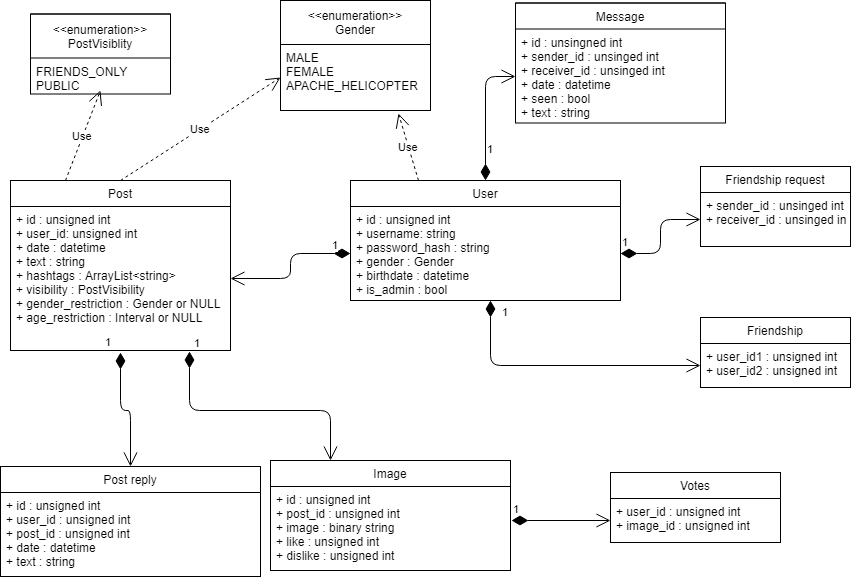 <<enumeration>>
PostVisiblity
FRIENDS_ONLY
PUBLIC
<<enumeration>>
Gender
MALE
FEMALE
APACHE_HELICOPTER
Message
+ id : unsingned int
+ sender_id : unsinged int
+ receiver_id : unsinged int
+ date : datetime
+ seen : bool
+ text : string
Use
Use
Use
1
Post
+ id : unsigned int
+ user_id: unsigned int
+ date : datetime
+ text : string
+ hashtags : ArrayList<string>
+ visibility : PostVisibility
+ gender_restriction : Gender or NULL
+ age_restriction : Interval or NULL
1
User
+ id : unsigned int
+ username: string
+ password_hash : string
+ gender : Gender
+ birthdate : datetime
+ is_admin : bool
1
Friendship request
+ sender_id : unsinged int
+ receiver_id : unsinged in
1
Friendship
+ user_id1 : unsigned int
+ user_id2 : unsigned int
1
1
Post reply
+ id : unsigned int
+ user_id : unsigned int
+ post_id : unsigned int
+ date : datetime
+ text : string
Image
+ id : unsigned int
+ post_id : unsigned int
+ image : binary string
+ like : unsigned int
+ dislike : unsigned int
1
Votes
+ user_id : unsigned int
+ image_id : unsigned int